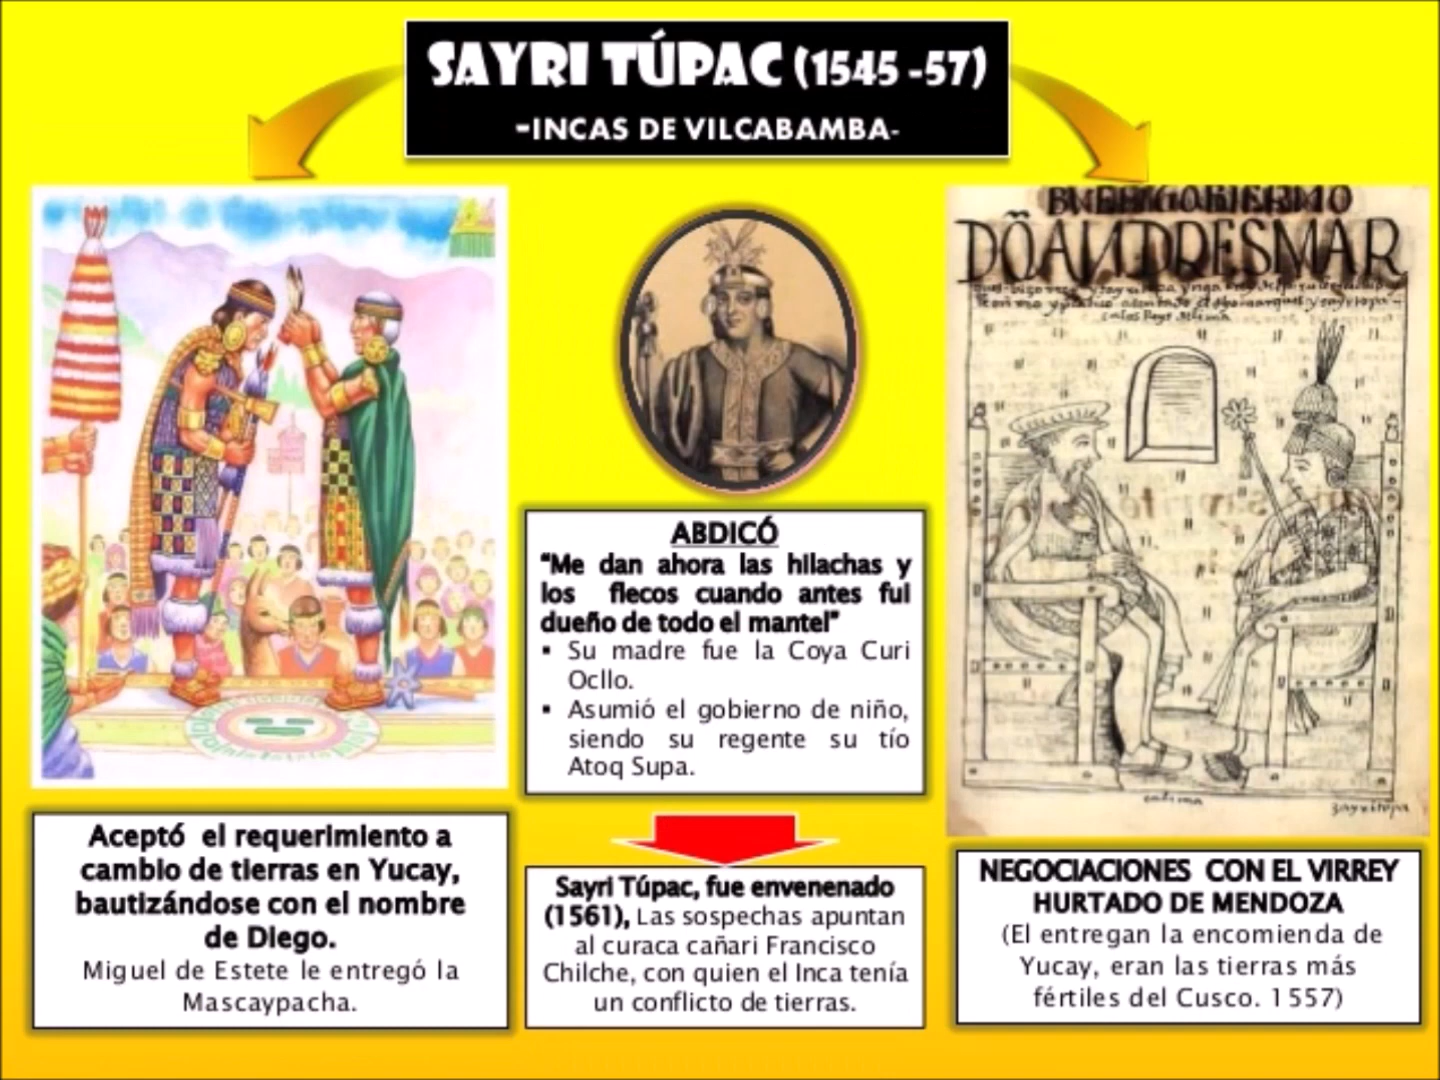 SAYRI TÚPAC (1545 -57)
-INCAS DE VILCABAMBA-
BVEN GOBIERNO
DÕ ANDRES MAR
ABDICÓ
“Me dan ahora las hilachas y
los flecos cuando antes fui
dueño de todo el mantel”
▪ Su madre fue la Coya Curi
Ocllo.
▪ Asumió el gobierno de niño,
siendo su regente su tío
Atoq Supa.
Aceptó el requerimiento a
cambio de tierras en Yucay,
bautizándose con el nombre
de Diego.
Miguel de Estete le entregó la
Mascaypacha.
Sayri Túpac, fue envenenado
(1561), Las sospechas apuntan
al curaca cañari Francisco
Chilche, con quien el Inca tenía
un conflicto de tierras.
NEGOCIACIONES CON EL VIRREY
HURTADO DE MENDOZA
(El entregan la encomienda de
Yucay, eran las tierras más
fértiles del Cusco. 1557)